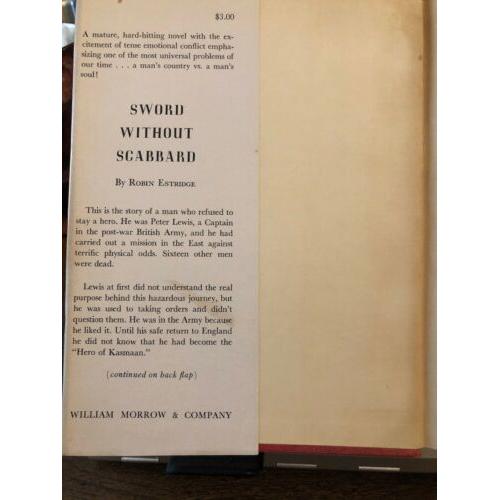 $3.00
A mature, hard-hitting novel with the ex-
citement of tense emotional conflict empha-
sizing one of the most universal problems of
our time . . . a man's country vs. a man's
soul!
SWORD
WITHOUT
SCABBARD
By Robin Estridge
This is the story of a man who refused to
stay a hero. He was Peter Lewis, a Captain
in the post-war British Army, and he had
carried out a mission in the East against
terrific physical odds. Sixteen other men
were dead.
Lewis at first did not understand the real
purpose behind this hazardous journey, but
he was used to taking orders and didn't
question them. He was in the Army because
he liked it. Until his safe return to England
he did not know that he had become the
"Hero of Kasmaan."
(continued on back flap)
WILLIAM MORROW & COMPANY